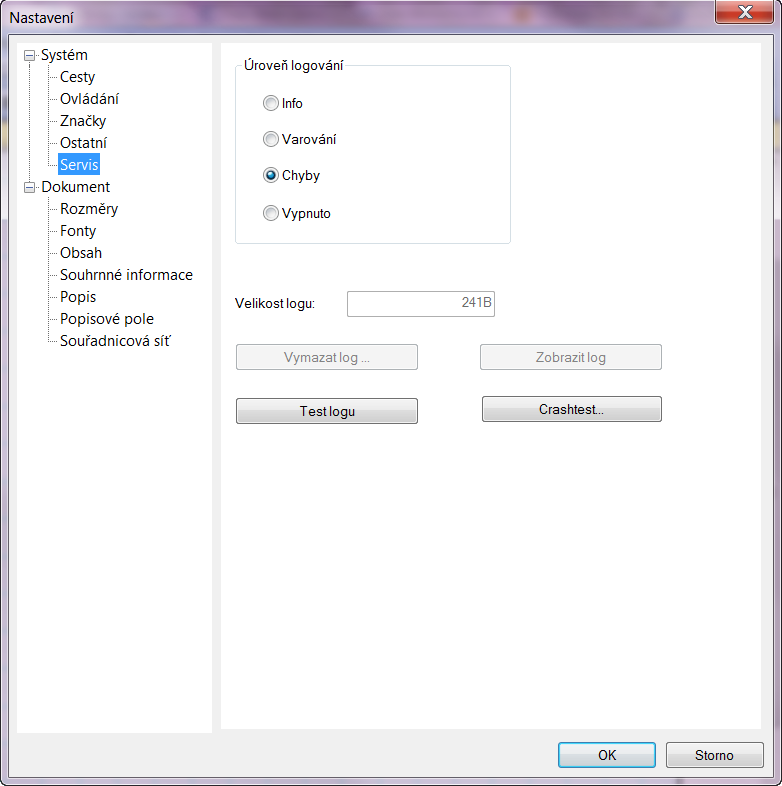 Nastavení
Systém
Cesty
Ovládání
Značky
Ostatní
Servis
Dokument
Rozměry
Fonty
Obsah
Souhrnné informace
Popis
Popisové pole
Souřadnicová síť
Úroveň logování
Info
Varování
Chyby
Vypnuto
Velikost logu: 241B
Vymazat log ... Zobrazit log
Test logu Crashtest...
OK Storno